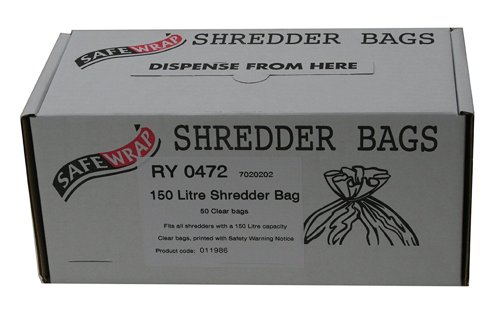 SAFEWRAP SHREDDER BAGS
DISPENSE FROM HERE
SAFEWRAP SHREDDER BAGS
RY 0472 7020202
150 Litre Shredder Bag
50 Clear bags
Fits all shredders with a 150 Litre capacity
Clear bags, printed with Safety Warning Notice
Product code: 011986